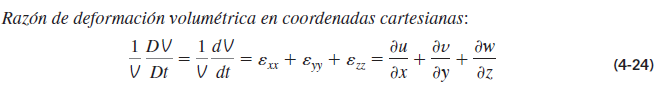 Razón de deformación volumétrica en coordenadas cartesianas:
1/V DV/Dt = 1/V dV/dt = ε_xx + ε_yy + ε_zz = ∂u/∂x + ∂v/∂y + ∂w/∂z (4-24)